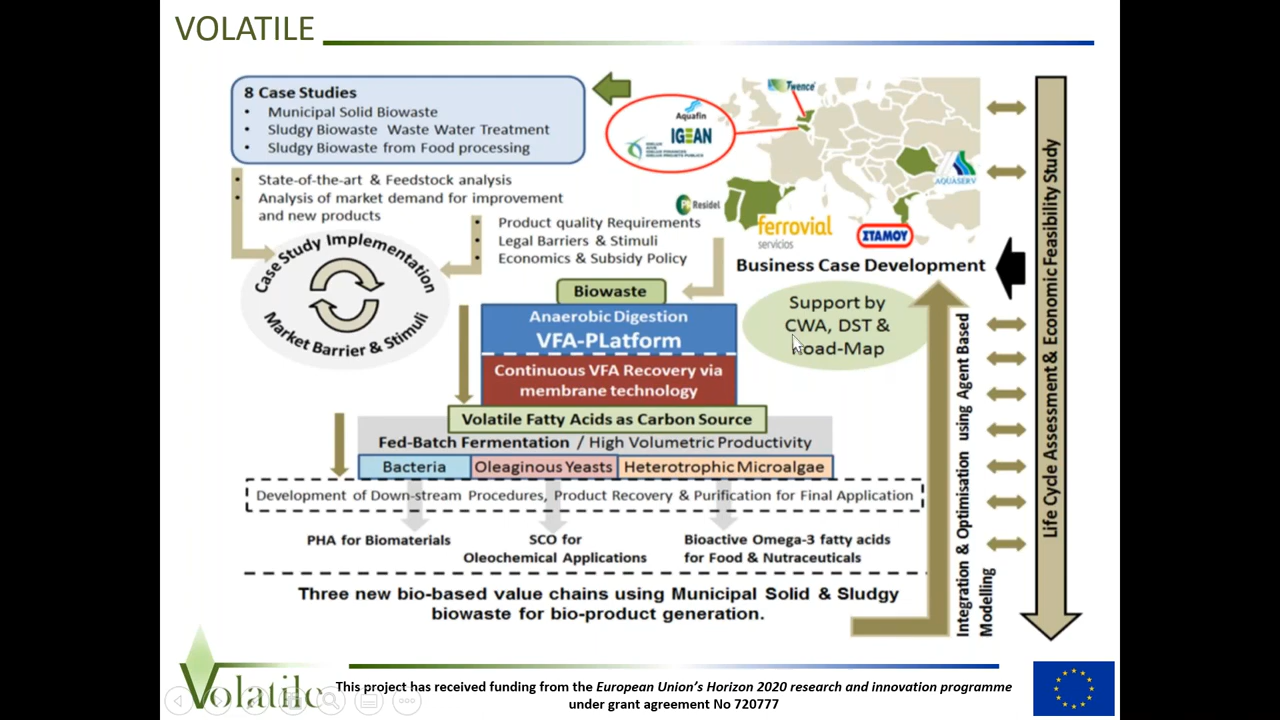 VOLATILE
8 Case Studies
• Municipal Solid Biowaste
• Sludgy Biowaste Waste Water Treatment
• Sludgy Biowaste from Food processing
State-of-the-art & Feedstock analysis
Analysis of market demand for improvement
and new products
Product quality Requirements
Legal Barriers & Stimuli
Economics & Subsidy Policy
Case Study Implementation
Market Barrier & Stimuli
Twence
Aquafin
IGEAN
AQUASERV
Residel
ferrovial
servicios
ITAMOY
Business Case Development
Biowaste
Anaerobic Digestion
VFA-PLatform
Continuous VFA Recovery via
membrane technology
Support by
CWA, DST &
Road-Map
Volatile Fatty Acids as Carbon Source
Fed-Batch Fermentation / High Volumetric Productivity
Bacteria
Oleaginous Yeasts
Heterotrophic Microalgae
Development of Down-stream Procedures, Product Recovery & Purification for Final Application
PHA for Biomaterials
SCO for
Oleochemical Applications
Bioactive Omega-3 fatty acids
for Food & Nutraceuticals
Three new bio-based value chains using Municipal Solid & Sludgy
biowaste for bio-product generation.
Integration & Optimisation using Agent Based
Modelling
Life Cycle Assessment & Economic Feasibility Study
Volatile
This project has received funding from the European Union's Horizon 2020 research and innovation programme
under grant agreement No 720777